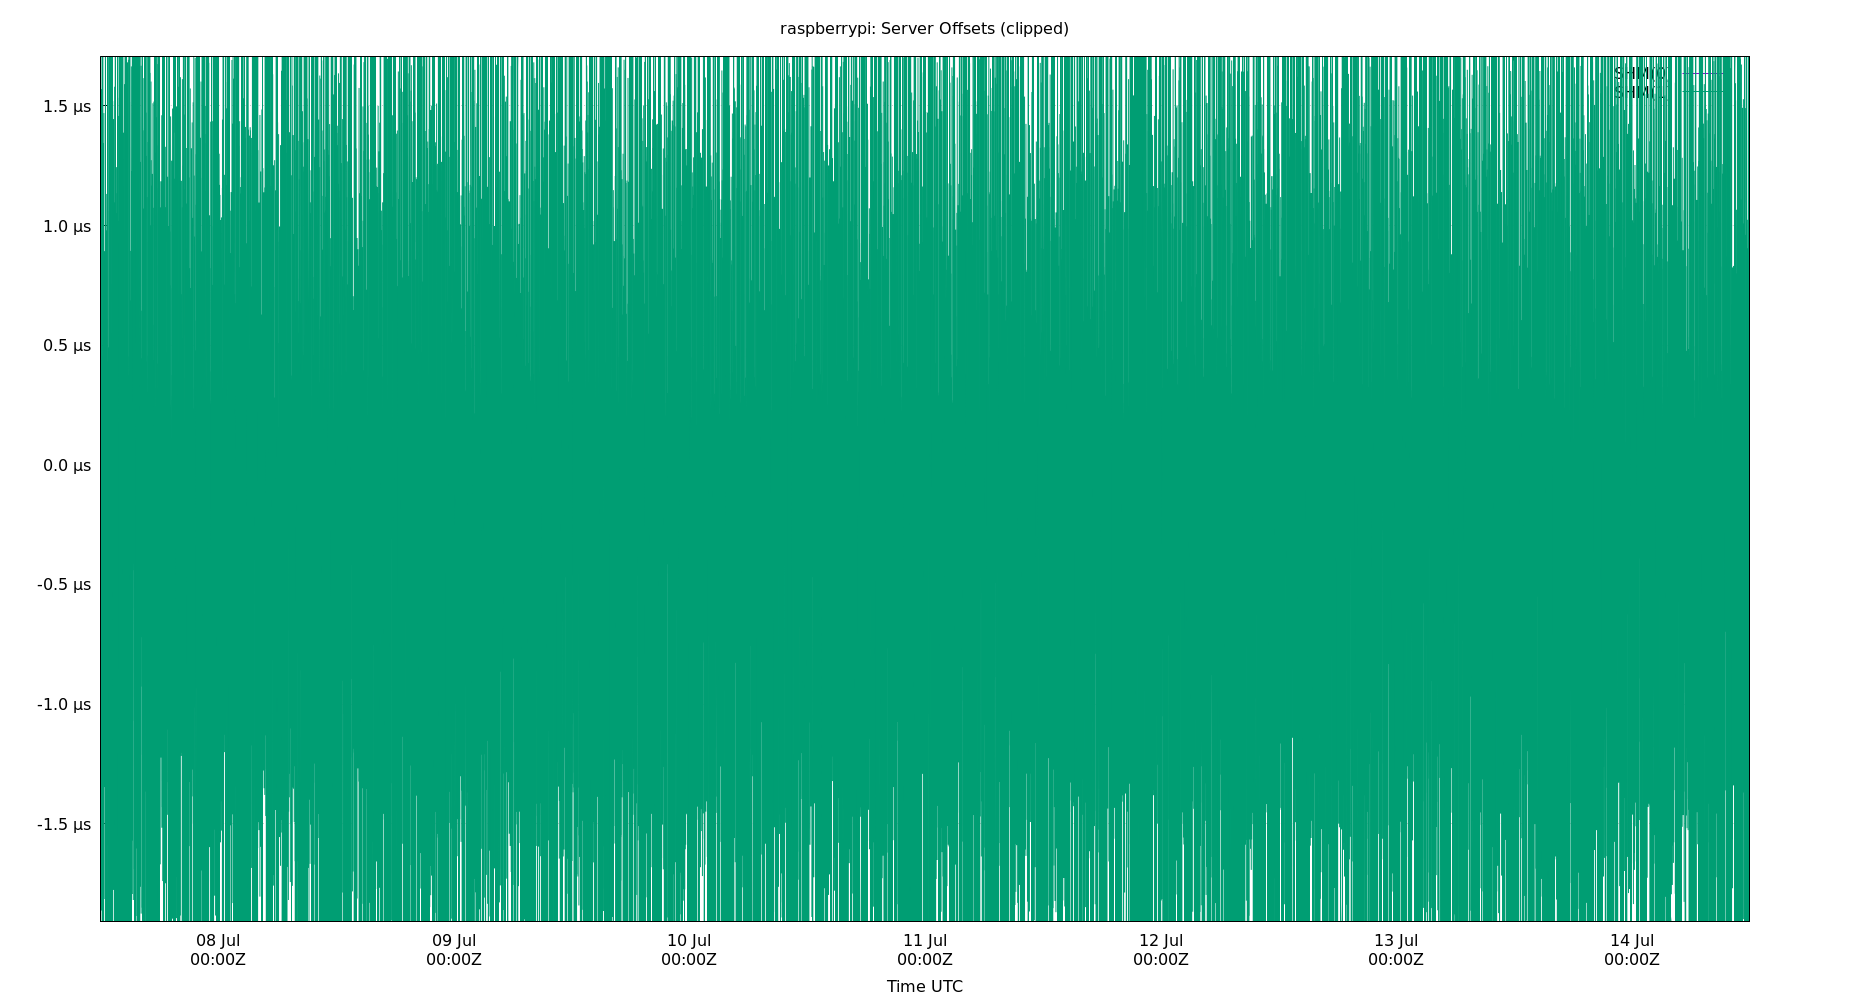 raspberrypi: Server Offsets (clipped)
1.5 µs
1.0 µs
0.5 µs
0.0 µs
-0.5 µs
-1.0 µs
-1.5 µs
08 Jul
00:00Z
09 Jul
00:00Z
10 Jul
00:00Z
11 Jul
00:00Z
12 Jul
00:00Z
13 Jul
00:00Z
14 Jul
00:00Z
Time UTC